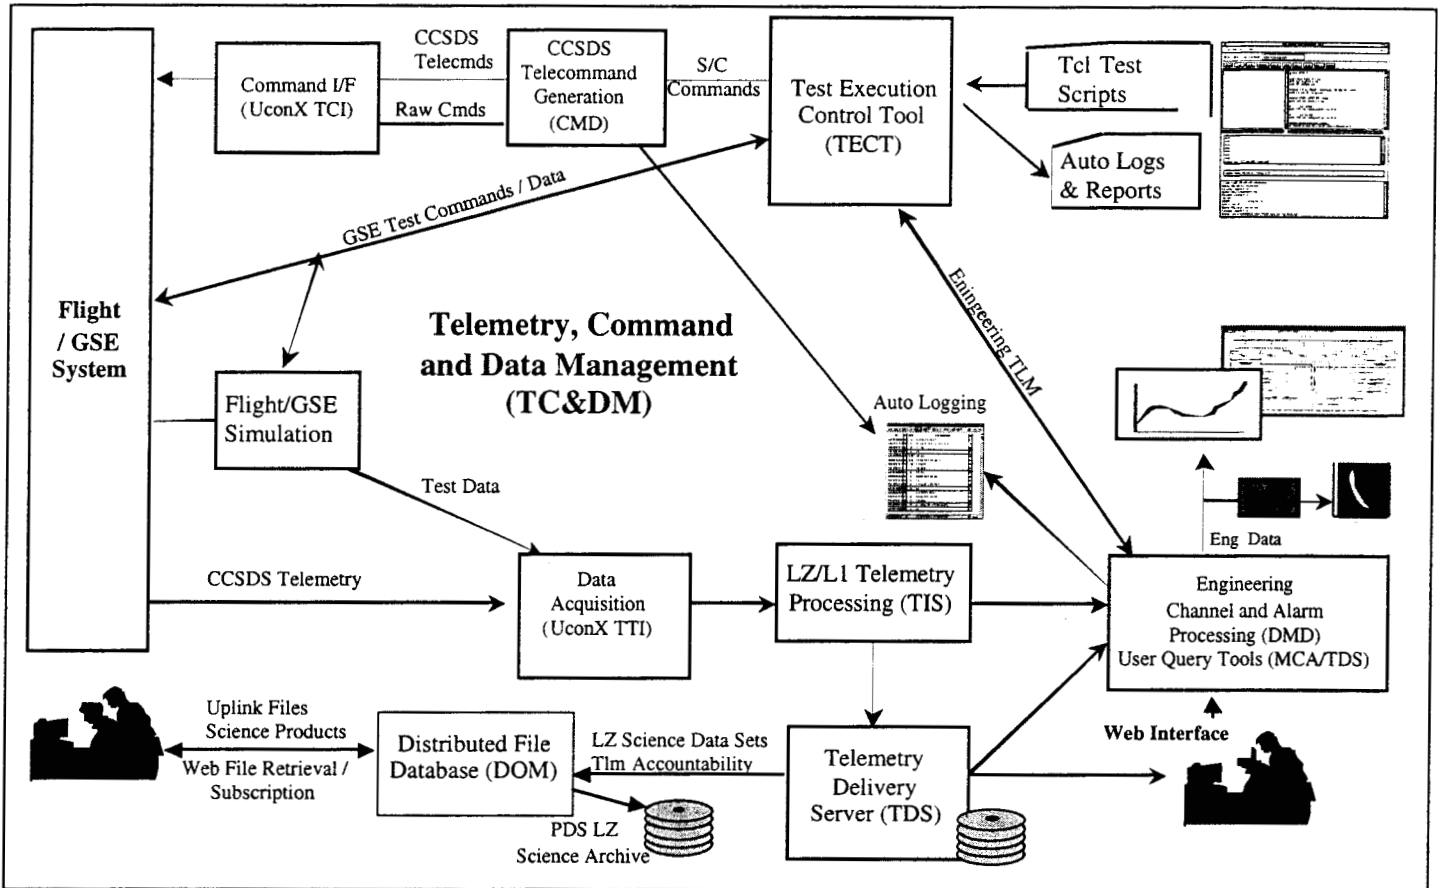 CCSDS
Telecmds
Command I/F
(UconX TCI)
Raw Cmds
CCSDS
Telecommand
Generation
(CMD)
S/C
Commands
Test Execution
Control Tool
(TECT)
Tcl Test
Scripts
Auto Logs
& Reports
GSE Test Commands / Data
Flight
/ GSE
System
Telemetry, Command
and Data Management
(TC&DM)
Eningeering TLM
Flight/GSE
Simulation
Auto Logging
Test Data
Eng Data
CCSDS Telemetry
Data
Acquisition
(UconX TTI)
LZ/L1 Telemetry
Processing (TIS)
Engineering
Channel and Alarm
Processing (DMD)
User Query Tools (MCA/TDS)
Uplink Files
Science Products
Web File Retrieval /
Subscription
Distributed File
Database (DOM)
LZ Science Data Sets
Tlm Accountability
Telemetry
Delivery
Server (TDS)
Web Interface
PDS LZ
Science Archive